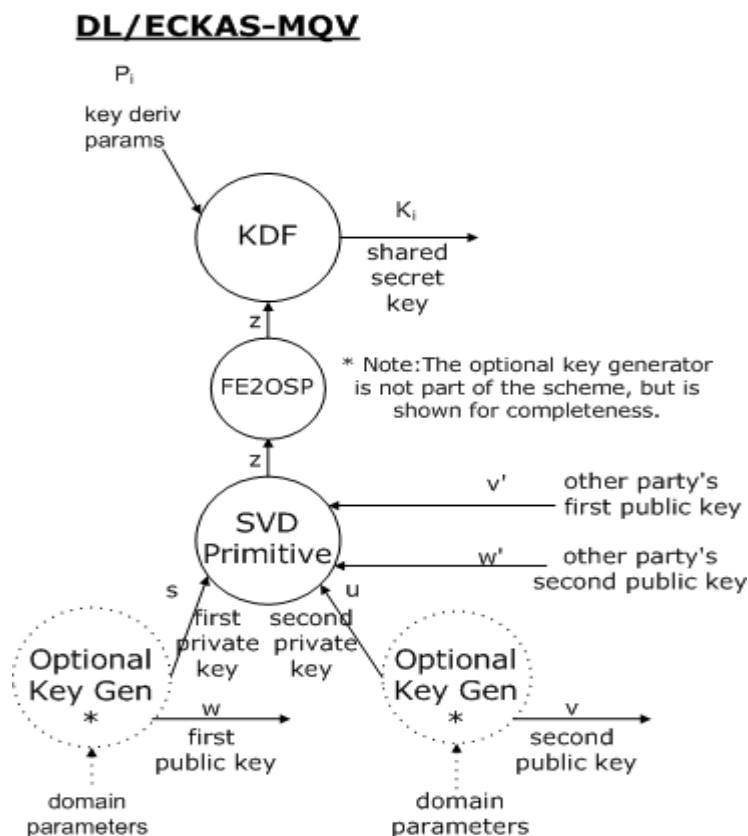 DL/ECKAS-MQV
Pᵢ
key deriv
params
KDF
Kᵢ
shared
secret
key
z
FE2OSP
* Note:The optional key generator
is not part of the scheme, but is
shown for completeness.
z
SVD
Primitive
v'
other party's
first public key
w'
other party's
second public key
s
first
private
key
u
second
private
key
Optional
Key Gen
*
w
first
public key
Optional
Key Gen
*
v
second
public key
domain
parameters
domain
parameters